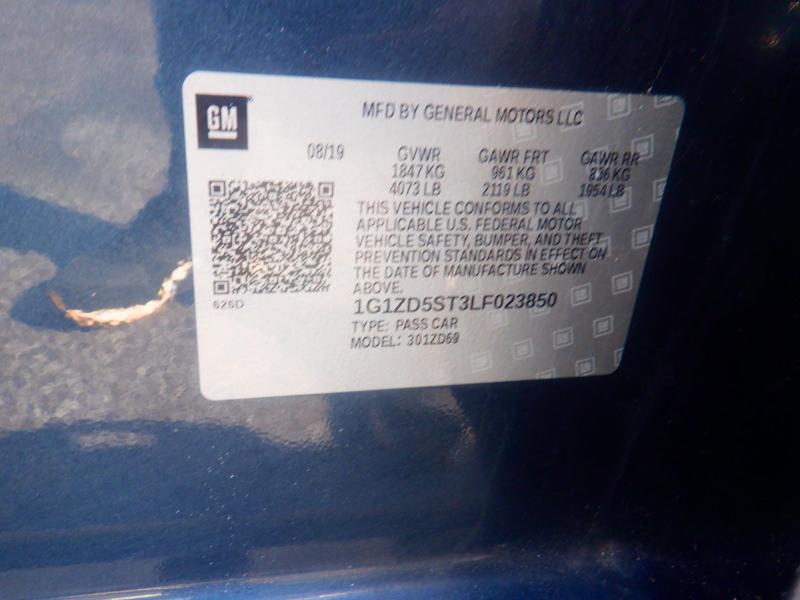 GM
MFD BY GENERAL MOTORS LLC
08/19 GVWR GAWR FRT GAWR RR
1847 KG 961 KG 886 KG
4073 LB 2119 LB 1954 LB
THIS VEHICLE CONFORMS TO ALL
APPLICABLE U.S. FEDERAL MOTOR
VEHICLE SAFETY, BUMPER, AND THEFT
PREVENTION STANDARDS IN EFFECT ON
THE DATE OF MANUFACTURE SHOWN
ABOVE.
626D
1G1ZD5ST3LF023850
TYPE: PASS CAR
MODEL: 301ZD69